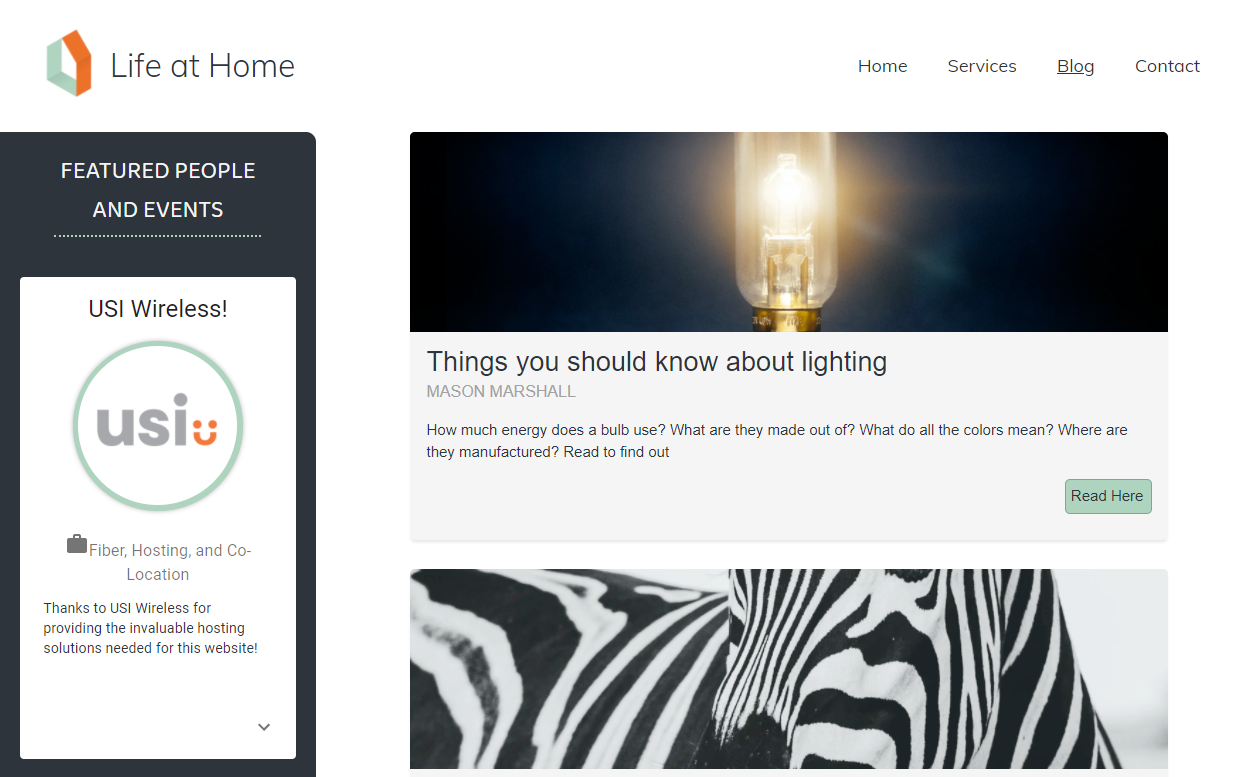 Life at Home
Home
Services
Blog
Contact
FEATURED PEOPLE
AND EVENTS
USI Wireless!
usi
Fiber, Hosting, and Co-
Location
Thanks to USI Wireless for
providing the invaluable hosting
solutions needed for this website!
Things you should know about lighting
MASON MARSHALL
How much energy does a bulb use? What are they made out of? What do all the colors mean? Where are
they manufactured? Read to find out
Read Here